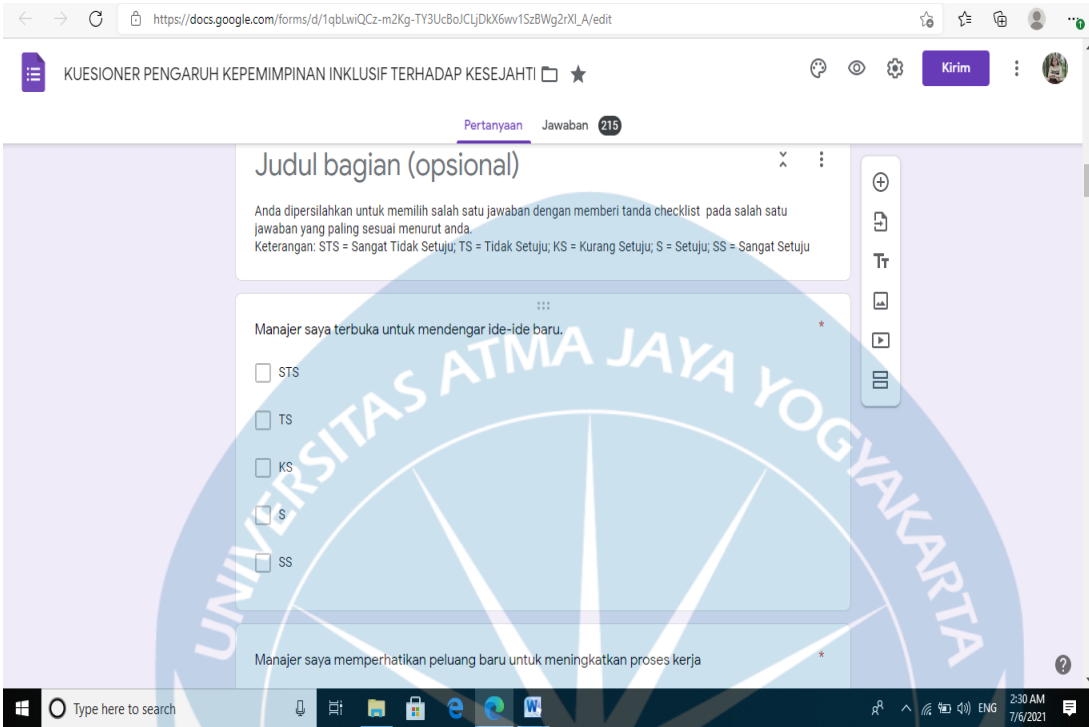 https://docs.google.com/forms/d/1qbLwiQCz-m2Kg-TY3UcBoJCLjDkX6wv1SzBWg2rXI_A/edit
KUESIONER PENGARUH KEPEMIMPINAN INKLUSIF TERHADAP KESEJAHTI
Kirim
Pertanyaan Jawaban 215
Judul bagian (opsional)
Anda dipersilahkan untuk memilih salah satu jawaban dengan memberi tanda checklist pada salah satu
jawaban yang paling sesuai menurut anda.
Keterangan: STS = Sangat Tidak Setuju; TS = Tidak Setuju; KS = Kurang Setuju; S = Setuju; SS = Sangat Setuju
Manajer saya terbuka untuk mendengar ide-ide baru. *
STS
TS
KS
S
SS
UNIVERSITAS ATMA JAYA YOGYAKARTA
Manajer saya memperhatikan peluang baru untuk meningkatkan proses kerja *
Type here to search
ENG
2:30 AM
7/6/2021